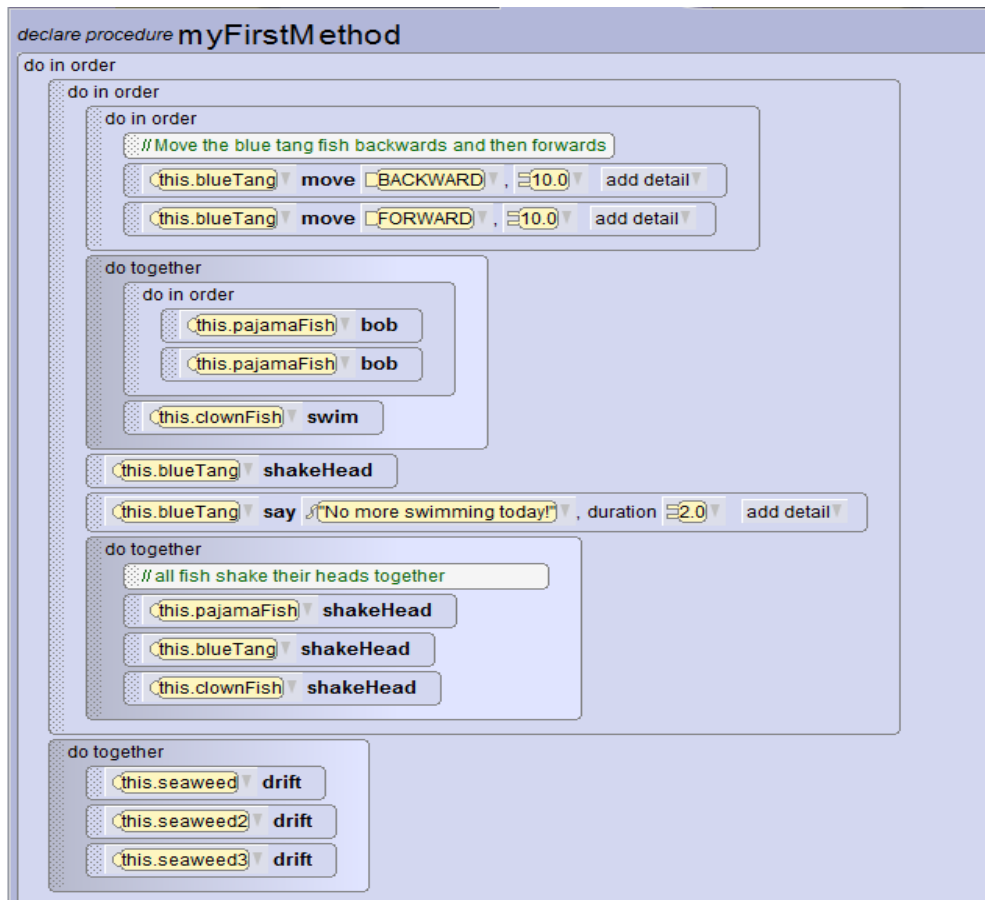 declare procedure myFirstMethod
do in order
do in order
do in order
//Move the blue tang fish backwards and then forwards
this.blueTang move BACKWARD , 10.0 add detail
this.blueTang move FORWARD , 10.0 add detail
do together
do in order
this.pajamaFish bob
this.pajamaFish bob
this.clownFish swim
this.blueTang shakeHead
this.blueTang say "No more swimming today!" , duration 2.0 add detail
do together
//all fish shake their heads together
this.pajamaFish shakeHead
this.blueTang shakeHead
this.clownFish shakeHead
do together
this.seaweed drift
this.seaweed2 drift
this.seaweed3 drift